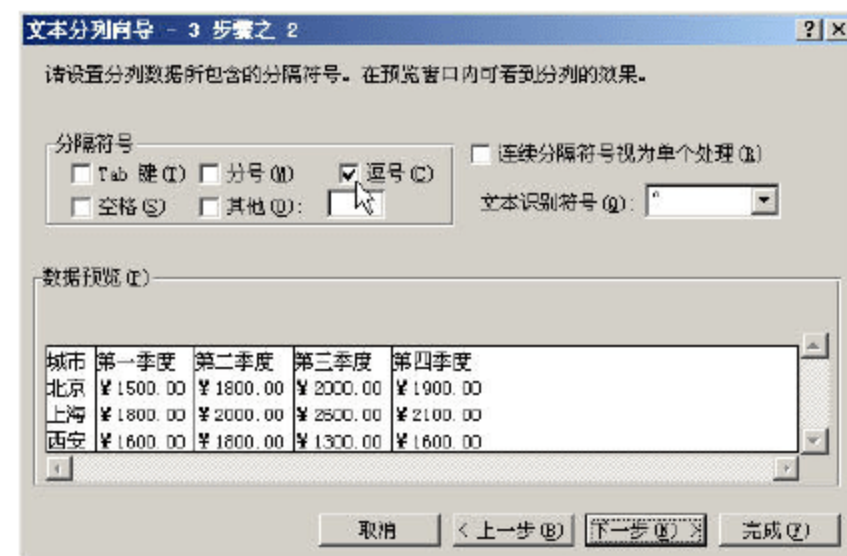 文本分列向导 - 3 步骤之 2
请设置分列数据所包含的分隔符号。在预览窗口内可看到分列的效果。
分隔符号
Tab 键(T) 分号(M) 逗号(C) 连续分隔符号视为单个处理(R)
空格(S) 其他(O): 文本识别符号(Q): "
数据预览(P)
城市 第一季度 第二季度 第三季度 第四季度
北京 ¥1500.00 ¥1800.00 ¥2000.00 ¥1900.00
上海 ¥1800.00 ¥2000.00 ¥2600.00 ¥2100.00
西安 ¥1600.00 ¥1800.00 ¥1300.00 ¥1600.00
取消 < 上一步(B) 下一步(N) > 完成(F)